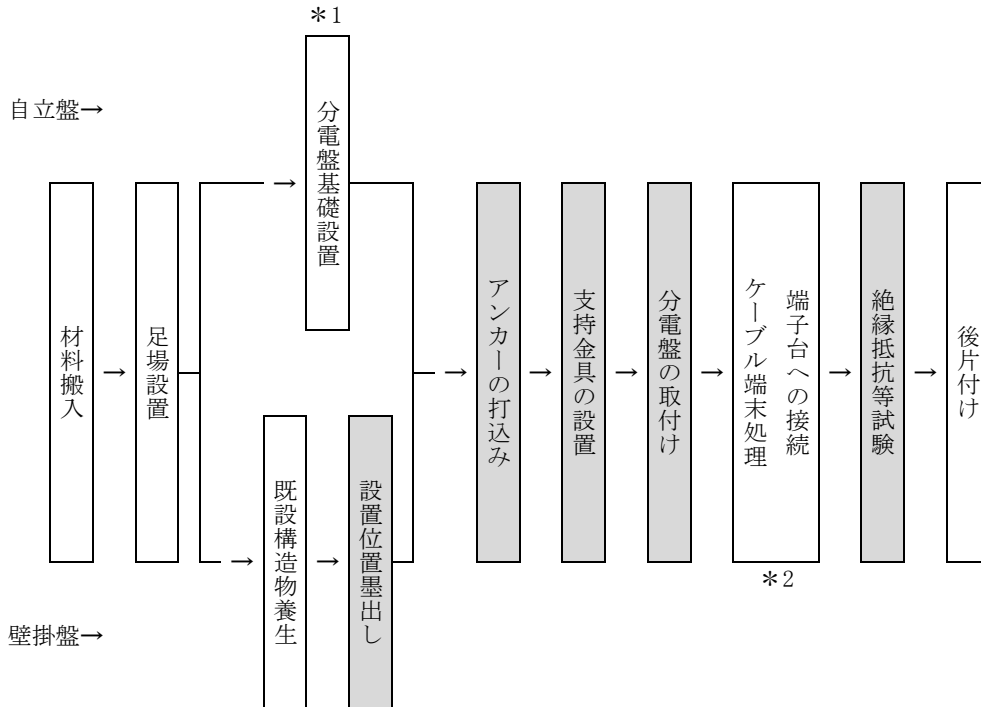 ＊1
自立盤→
材料搬入
→
足場設置
→
分電盤基礎設置
→
既設構造物養生
→
設置位置墨出し
→
アンカーの打込み
→
支持金具の設置
→
分電盤の取付け
→
端子台への接続
ケーブル端末処理
＊2
→
絶縁抵抗等試験
→
後片付け
壁掛盤→